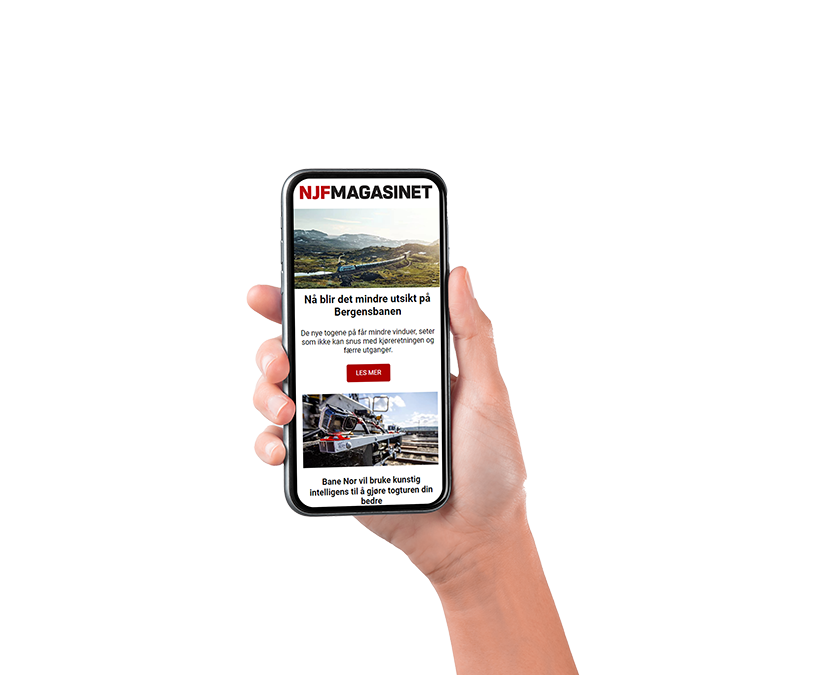 NJFMAGASINET
Nå blir det mindre utsikt på
Bergensbanen
De nye togene på får mindre vinduer, seter
som ikke kan snus med kjøreretningen og
færre utganger.
LES MER
Bane Nor vil bruke kunstig
intelligens til å gjøre togturen din
bedre